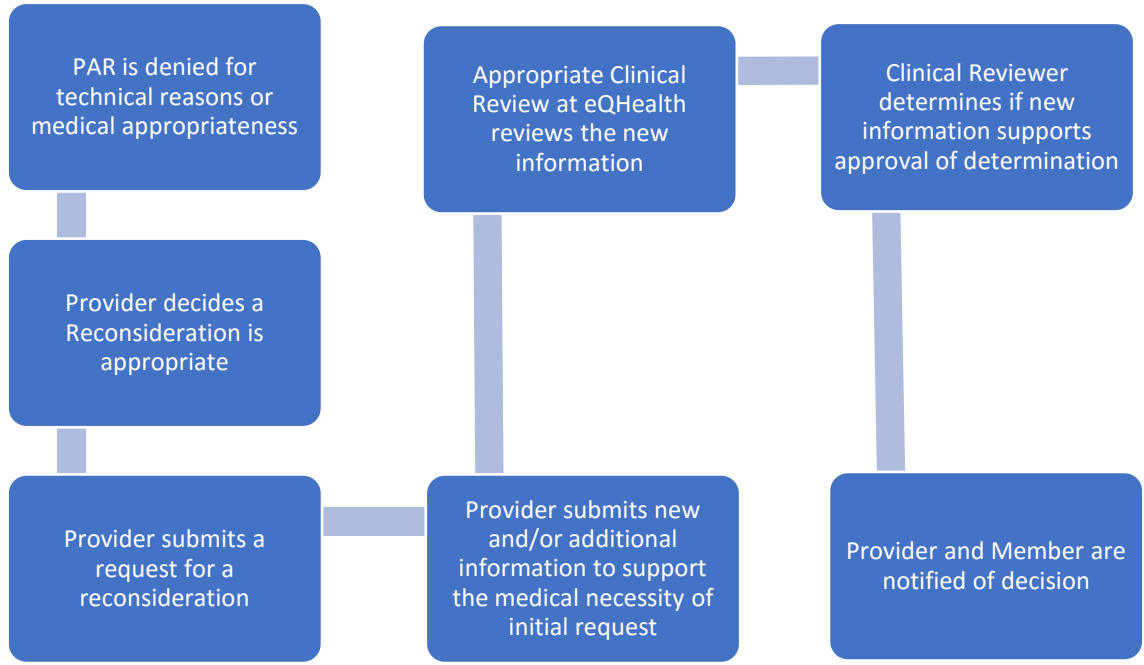 PAR is denied for
technical reasons or
medical appropriateness
Provider decides a
Reconsideration is
appropriate
Provider submits a
request for a
reconsideration
Provider submits new
and/or additional
information to support
the medical necessity of
initial request
Appropriate Clinical
Review at eQHealth
reviews the new
information
Clinical Reviewer
determines if new
information supports
approval of determination
Provider and Member are
notified of decision